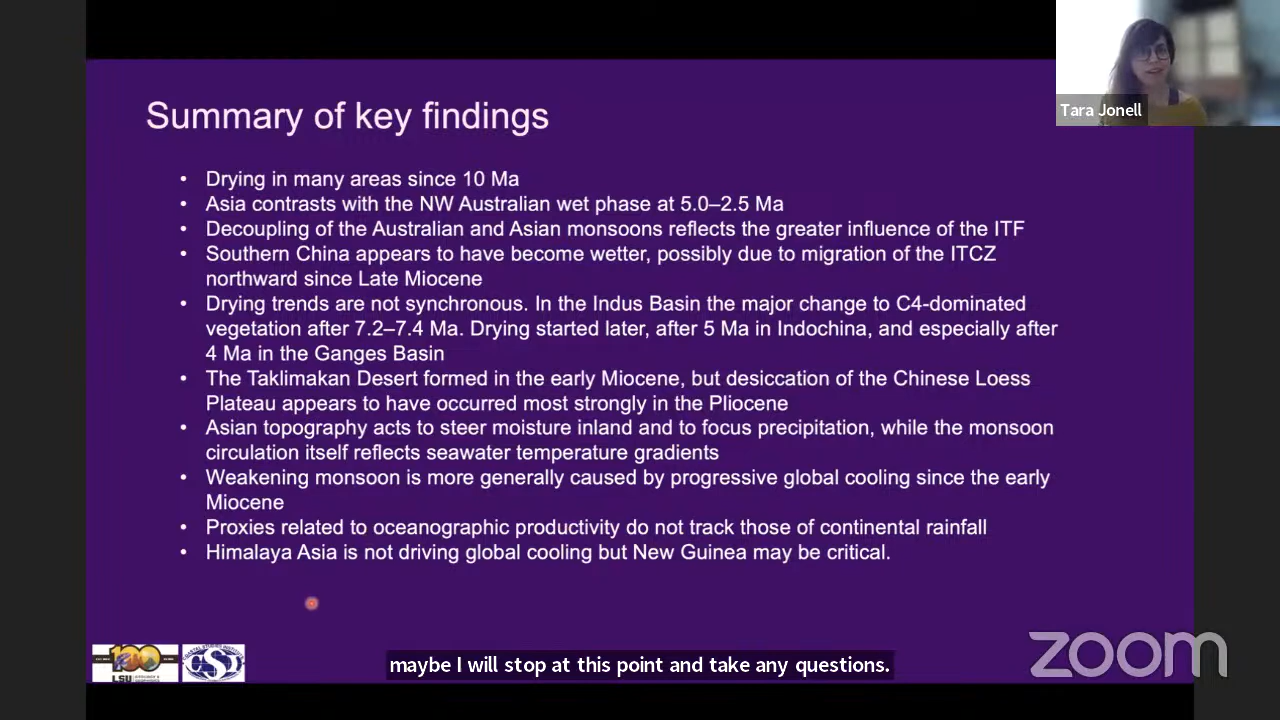 Tara Jonell
Summary of key findings
• Drying in many areas since 10 Ma
• Asia contrasts with the NW Australian wet phase at 5.0–2.5 Ma
• Decoupling of the Australian and Asian monsoons reflects the greater influence of the ITF
• Southern China appears to have become wetter, possibly due to migration of the ITCZ
northward since Late Miocene
• Drying trends are not synchronous. In the Indus Basin the major change to C4-dominated
vegetation after 7.2–7.4 Ma. Drying started later, after 5 Ma in Indochina, and especially after
4 Ma in the Ganges Basin
• The Taklimakan Desert formed in the early Miocene, but desiccation of the Chinese Loess
Plateau appears to have occurred most strongly in the Pliocene
• Asian topography acts to steer moisture inland and to focus precipitation, while the monsoon
circulation itself reflects seawater temperature gradients
• Weakening monsoon is more generally caused by progressive global cooling since the early
Miocene
• Proxies related to oceanographic productivity do not track those of continental rainfall
• Himalaya Asia is not driving global cooling but New Guinea may be critical.
100
LSU
CSI
maybe I will stop at this point and take any questions.
zoom